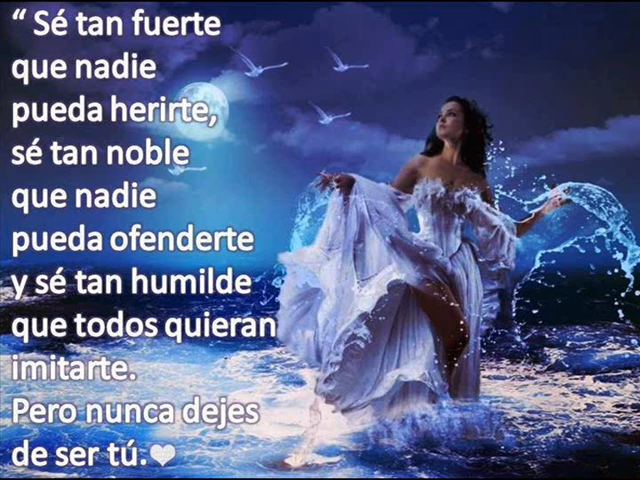 “ Sé tan fuerte
que nadie
pueda herirte,
sé tan noble
que nadie
pueda ofenderte
y sé tan humilde
que todos quieran
imitarte.
Pero nunca dejes
de ser tú.❤